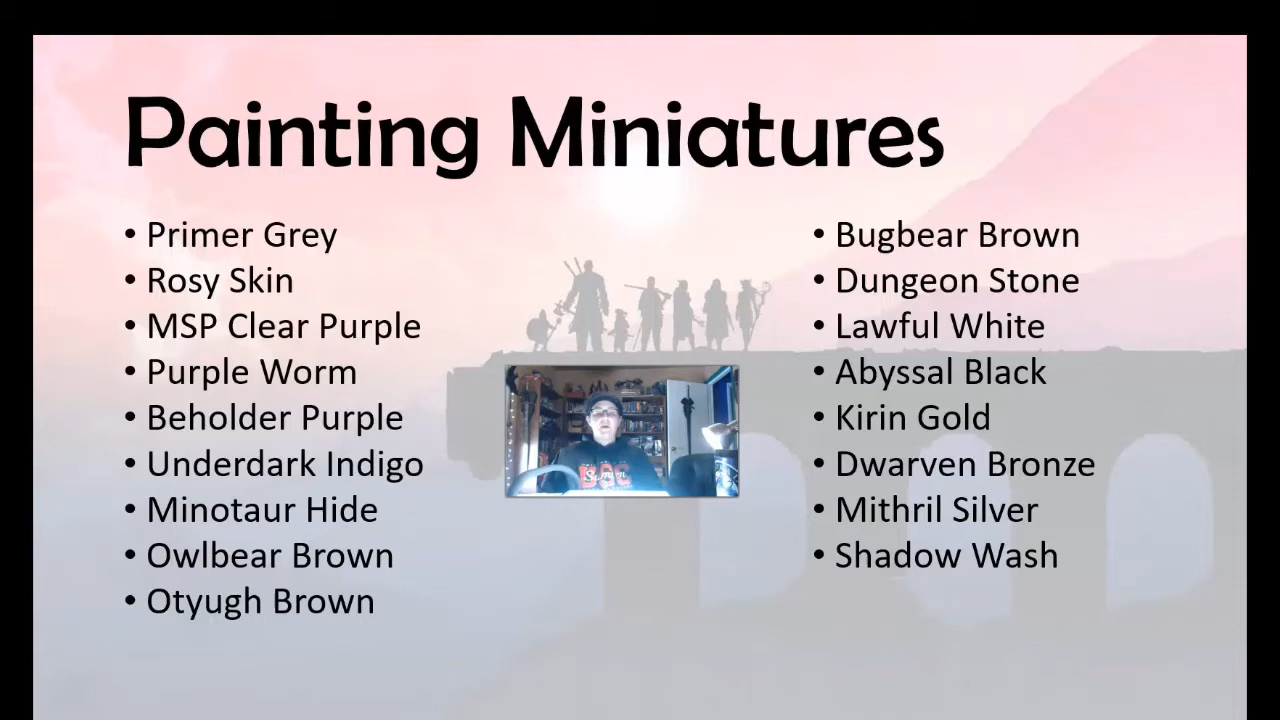 Painting Miniatures
• Primer Grey
• Rosy Skin
• MSP Clear Purple
• Purple Worm
• Beholder Purple
• Underdark Indigo
• Minotaur Hide
• Owlbear Brown
• Otyugh Brown
• Bugbear Brown
• Dungeon Stone
• Lawful White
• Abyssal Black
• Kirin Gold
• Dwarven Bronze
• Mithril Silver
• Shadow Wash